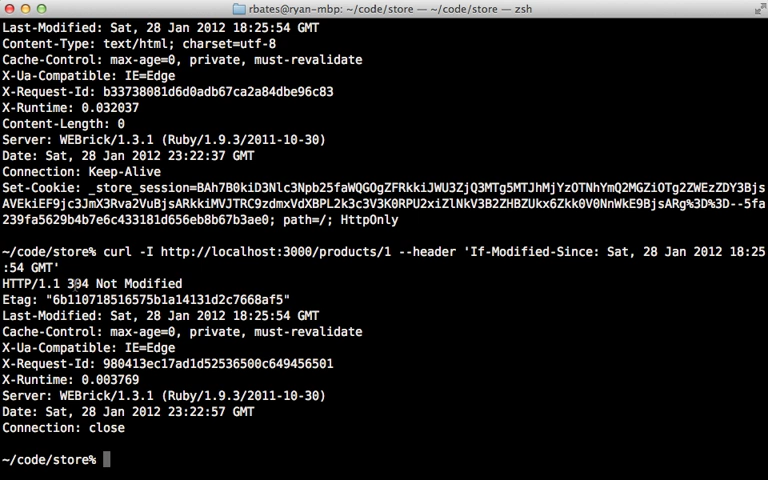 rbates@ryan-mbp: ~/code/store — ~/code/store — zsh
Last-Modified: Sat, 28 Jan 2012 18:25:54 GMT
Content-Type: text/html; charset=utf-8
Cache-Control: max-age=0, private, must-revalidate
X-Ua-Compatible: IE=Edge
X-Request-Id: b33738081d6d0adb67ca2a84dbe96c83
X-Runtime: 0.032037
Content-Length: 0
Server: WEBrick/1.3.1 (Ruby/1.9.3/2011-10-30)
Date: Sat, 28 Jan 2012 23:22:37 GMT
Connection: Keep-Alive
Set-Cookie: _store_session=BAh7B0kiD3Nlc3Npb25faWQGOgZFRkkiJWU3ZjQ3MTg5MTJhMjYzOTNhYmQ2MGZiOTg2ZWEzZDY3Bjs
AVEkiEF9jc3JmX3Rva2VuBjsARkkiMVJTRC9zdmxVdXBPL2k3c3V3K0RPU2xiZlNkV3B2ZHBZUkx6Zkk0V0NnWkE9BjsARg%3D%3D--5fa
239fa5629b4b7e6c433181d656eb8b67b3ae0; path=/; HttpOnly
~/code/store% curl -I http://localhost:3000/products/1 --header 'If-Modified-Since: Sat, 28 Jan 2012 18:25
:54 GMT'
HTTP/1.1 304 Not Modified
Etag: "6b110718516575b1a14131d2c7668af5"
Last-Modified: Sat, 28 Jan 2012 18:25:54 GMT
Cache-Control: max-age=0, private, must-revalidate
X-Ua-Compatible: IE=Edge
X-Request-Id: 980413ec17ad1d52536500c649456501
X-Runtime: 0.003769
Server: WEBrick/1.3.1 (Ruby/1.9.3/2011-10-30)
Date: Sat, 28 Jan 2012 23:22:57 GMT
Connection: close
~/code/store%